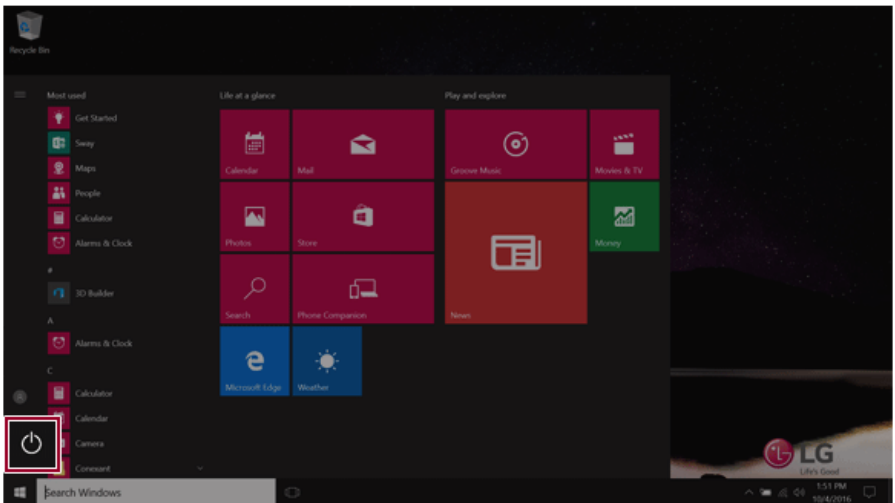 Recycle Bin
Most used
Get Started
Sway
Maps
People
Calculator
Alarms & Clock
#
3D Builder
A
Alarms & Clock
C
Calculator
Calendar
Camera
Conexant
Life at a glance
Calendar
Mail
Photos
Store
Search
Phone Companion
Microsoft Edge
Weather
Play and explore
Groove Music
Movies & TV
News
Money
LG
Life's Good
Search Windows
1:51 PM
10/4/2016